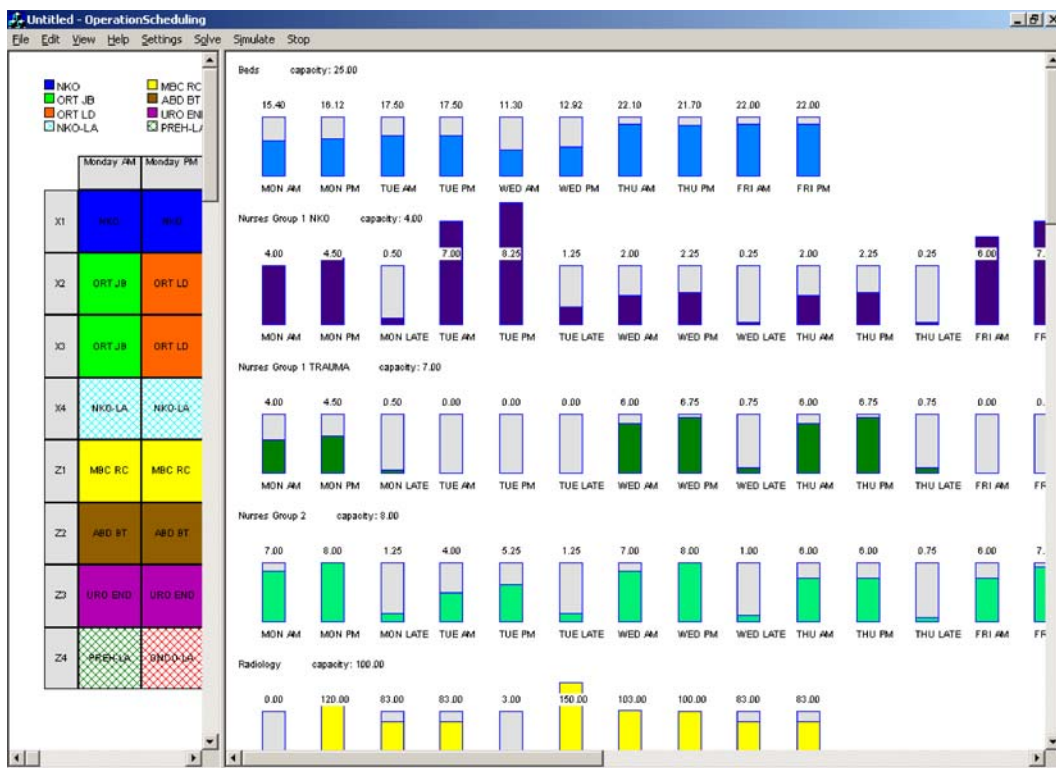 Untitled - OperationScheduling
File Edit View Help Settings Solve Simulate Stop
NKO MBC RC
ORT JB ABD BT
ORT LD URO EN
NKO-LA PREH-LA
Monday AM Monday PM
X1 NKO NKO
X2 ORT JB ORT LD
X3 ORT JB ORT LD
X4 NKO-LA NKO-LA
Z1 MBC RC MBC RC
Z2 ABD BT ABD BT
Z3 URO END URO END
Z4 PREH-LA
Beds capacity: 25.00
15.40 16.12 17.50 17.50 11.30 12.92 22.10 21.70 22.00 22.00
MON AM MON PM TUE AM TUE PM WED AM WED PM THU AM THU PM FRI AM FRI PM
Nurses Group 1 NKO capacity: 4.00
4.00 4.50 0.50 7.00 8.25 1.25 2.00 2.25 0.25 2.00 2.25 0.25 6.00 7.
MON AM MON PM MON LATE TUE AM TUE PM TUE LATE WED AM WED PM WED LATE THU AM THU PM THU LATE FRI AM FR
Nurses Group 1 TRAUMA capacity: 7.00
4.00 4.50 0.50 0.00 0.00 0.00 6.00 6.75 0.75 6.00 6.75 0.75 0.00 0.
MON AM MON PM MON LATE TUE AM TUE PM TUE LATE WED AM WED PM WED LATE THU AM THU PM THU LATE FRI AM FR
Nurses Group 2 capacity: 8.00
7.00 8.00 1.25 4.00 5.25 1.25 7.00 8.00 1.00 6.00 6.00 0.75 6.00 7.
MON AM MON PM MON LATE TUE AM TUE PM TUE LATE WED AM WED PM WED LATE THU AM THU PM THU LATE FRI AM FR
Radiology capacity: 100.00
0.00 120.00 83.00 83.00 3.00 150.00 103.00 100.00 83.00 83.00